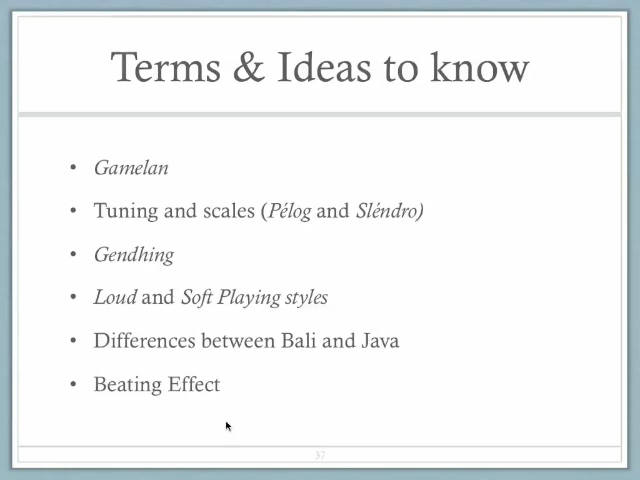 Terms & Ideas to know
• Gamelan
• Tuning and scales (Pélog and Sléndro)
• Gendhing
• Loud and Soft Playing styles
• Differences between Bali and Java
• Beating Effect
37